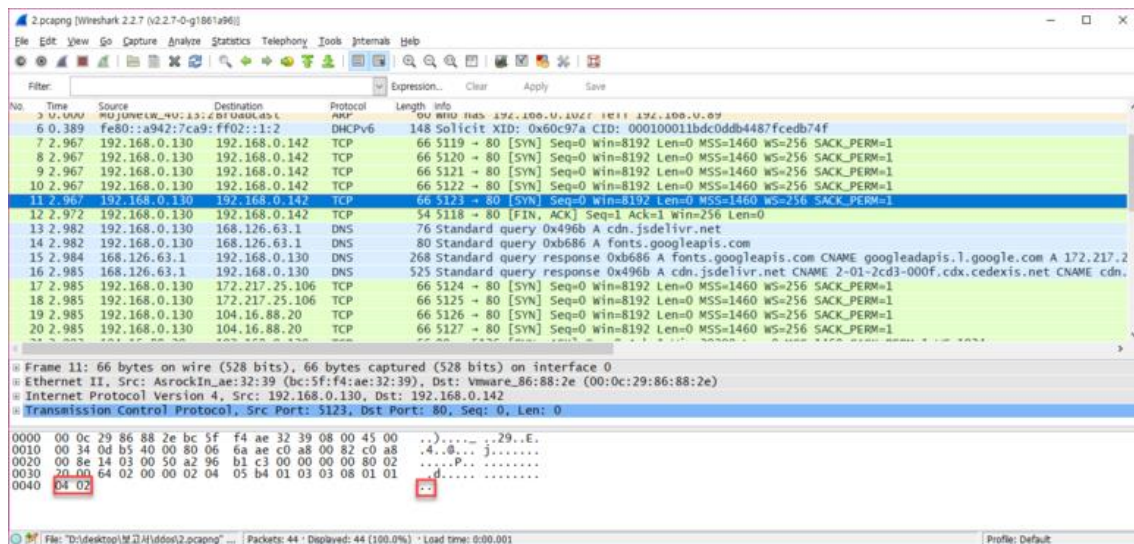 2.pcapng [Wireshark 2.2.7 (v2.2.7-0-g1861a96)]
File Edit View Go Capture Analyze Statistics Telephony Tools Internals Help
Filter: Expression... Clear Apply Save
No. Time Source Destination Protocol Length Info
5 0.000 ARP 60 who has 192.168.0.102? Tell 192.168.0.89
6 0.389 fe80::a942:7ca9: ff02::1:2 DHCPv6 148 Solicit XID: 0x60c97a CID: 000100011bdc0ddb4487fcedb74f
7 2.967 192.168.0.130 192.168.0.142 TCP 66 5119 → 80 [SYN] Seq=0 Win=8192 Len=0 MSS=1460 WS=256 SACK_PERM=1
8 2.967 192.168.0.130 192.168.0.142 TCP 66 5120 → 80 [SYN] Seq=0 Win=8192 Len=0 MSS=1460 WS=256 SACK_PERM=1
9 2.967 192.168.0.130 192.168.0.142 TCP 66 5121 → 80 [SYN] Seq=0 Win=8192 Len=0 MSS=1460 WS=256 SACK_PERM=1
10 2.967 192.168.0.130 192.168.0.142 TCP 66 5122 → 80 [SYN] Seq=0 Win=8192 Len=0 MSS=1460 WS=256 SACK_PERM=1
11 2.967 192.168.0.130 192.168.0.142 TCP 66 5123 → 80 [SYN] Seq=0 Win=8192 Len=0 MSS=1460 WS=256 SACK_PERM=1
12 2.972 192.168.0.130 192.168.0.142 TCP 54 5118 → 80 [FIN, ACK] Seq=1 Ack=1 Win=256 Len=0
13 2.982 192.168.0.130 168.126.63.1 DNS 76 Standard query 0x496b A cdn.jsdelivr.net
14 2.982 192.168.0.130 168.126.63.1 DNS 80 Standard query 0xb686 A fonts.googleapis.com
15 2.984 168.126.63.1 192.168.0.130 DNS 268 Standard query response 0xb686 A fonts.googleapis.com CNAME googleadapis.l.google.com A 172.217.2
16 2.985 168.126.63.1 192.168.0.130 DNS 525 Standard query response 0x496b A cdn.jsdelivr.net CNAME 2-01-2cd3-000f.cdx.cedexis.net CNAME cdn.
17 2.985 192.168.0.130 172.217.25.106 TCP 66 5124 → 80 [SYN] Seq=0 Win=8192 Len=0 MSS=1460 WS=256 SACK_PERM=1
18 2.985 192.168.0.130 172.217.25.106 TCP 66 5125 → 80 [SYN] Seq=0 Win=8192 Len=0 MSS=1460 WS=256 SACK_PERM=1
19 2.985 192.168.0.130 104.16.88.20 TCP 66 5126 → 80 [SYN] Seq=0 Win=8192 Len=0 MSS=1460 WS=256 SACK_PERM=1
20 2.985 192.168.0.130 104.16.88.20 TCP 66 5127 → 80 [SYN] Seq=0 Win=8192 Len=0 MSS=1460 WS=256 SACK_PERM=1
Frame 11: 66 bytes on wire (528 bits), 66 bytes captured (528 bits) on interface 0
Ethernet II, Src: AsrockIn_ae:32:39 (bc:5f:f4:ae:32:39), Dst: Vmware_86:88:2e (00:0c:29:86:88:2e)
Internet Protocol Version 4, Src: 192.168.0.130, Dst: 192.168.0.142
Transmission Control Protocol, Src Port: 5123, Dst Port: 80, Seq: 0, Len: 0
0000 00 0c 29 86 88 2e bc 5f f4 ae 32 39 08 00 45 00 ..)...._ ..29..E.
0010 00 34 0d b5 40 00 80 06 6a ae c0 a8 00 82 c0 a8 .4..@... j.......
0020 00 8e 14 03 00 50 a2 96 b1 c3 00 00 00 00 80 02 .....P.. ........
0030 20 00 64 02 00 00 02 04 05 b4 01 03 03 08 01 01 .d..... ........
0040 04 02 ..
File: "D:\desktop\보고서\ddos\2.pcapng" ... Packets: 44 · Displayed: 44 (100.0%) · Load time: 0:00.001 Profile: Default